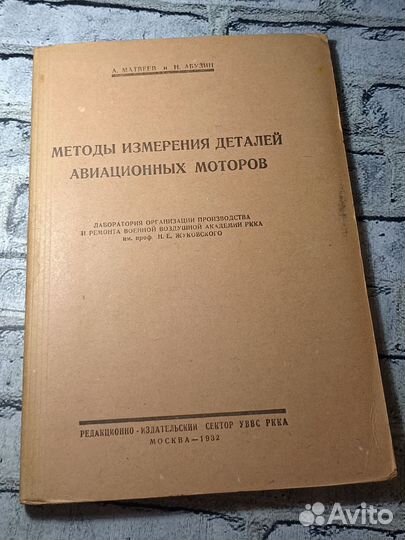 А. МАТВЕЕВ и Н. АБУЗИН
МЕТОДЫ ИЗМЕРЕНИЯ ДЕТАЛЕЙ
АВИАЦИОННЫХ МОТОРОВ
ЛАБОРАТОРИЯ ОРГАНИЗАЦИИ ПРОИЗВОДСТВА
И РЕМОНТА ВОЕННОЙ ВОЗДУШНОЙ АКАДЕМИИ РККА
им. проф. Н. Е. ЖУКОВСКОГО
РЕДАКЦИОННО-ИЗДАТЕЛЬСКИЙ СЕКТОР УВВС РККА
МОСКВА—1932
Avito